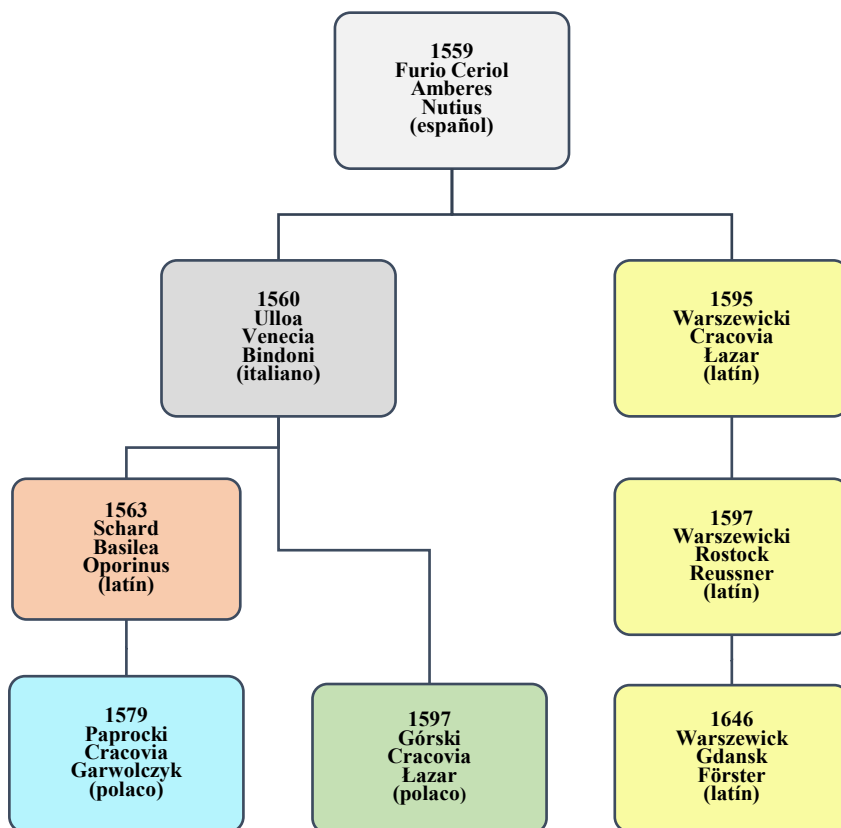 1559
Furio Ceriol
Amberes
Nutius
(español)
1560
Ulloa
Venecia
Bindoni
(italiano)
1595
Warszewicki
Cracovia
Łazar
(latín)
1563
Schard
Basilea
Oporinus
(latín)
1597
Warszewicki
Rostock
Reussner
(latín)
1579
Paprocki
Cracovia
Garwolczyk
(polaco)
1597
Górski
Cracovia
Łazar
(polaco)
1646
Warszewick
Gdansk
Förster
(latín)